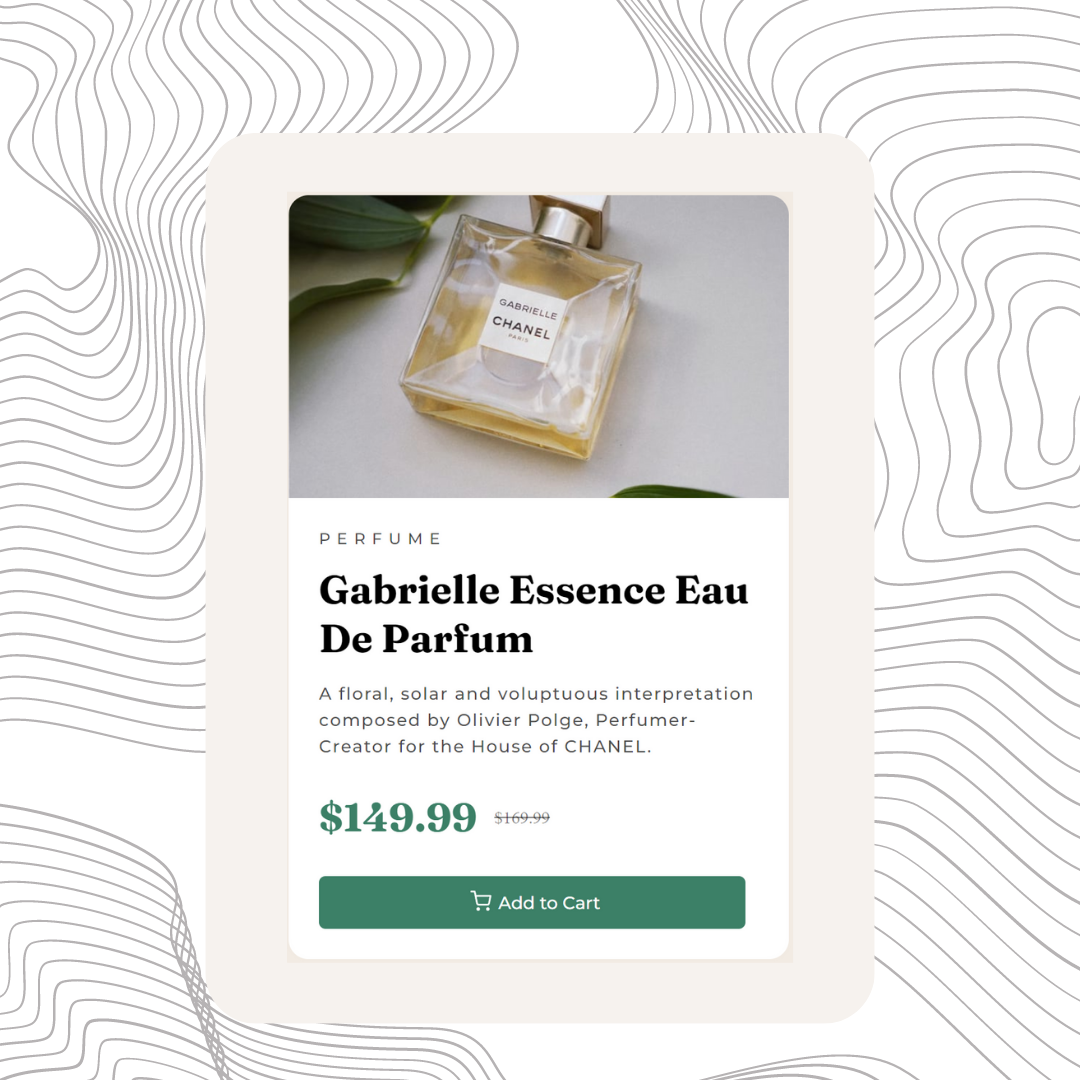 GABRIELLE
CHANEL
PARIS
PERFUME
Gabrielle Essence Eau
De Parfum
A floral, solar and voluptuous interpretation
composed by Olivier Polge, Perfumer-
Creator for the House of CHANEL.
$149.99 $169.99
Add to Cart